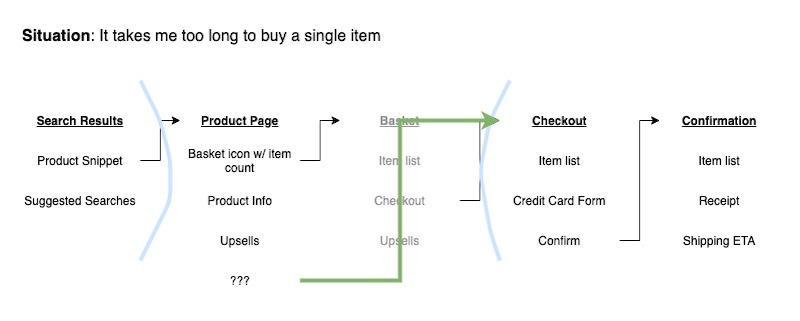 Situation: It takes me too long to buy a single item
Search Results
Product Snippet
Suggested Searches
Product Page
Basket icon w/ item
count
Product Info
Upsells
???
Basket
Item list
Checkout
Upsells
Checkout
Item list
Credit Card Form
Confirm
Confirmation
Item list
Receipt
Shipping ETA